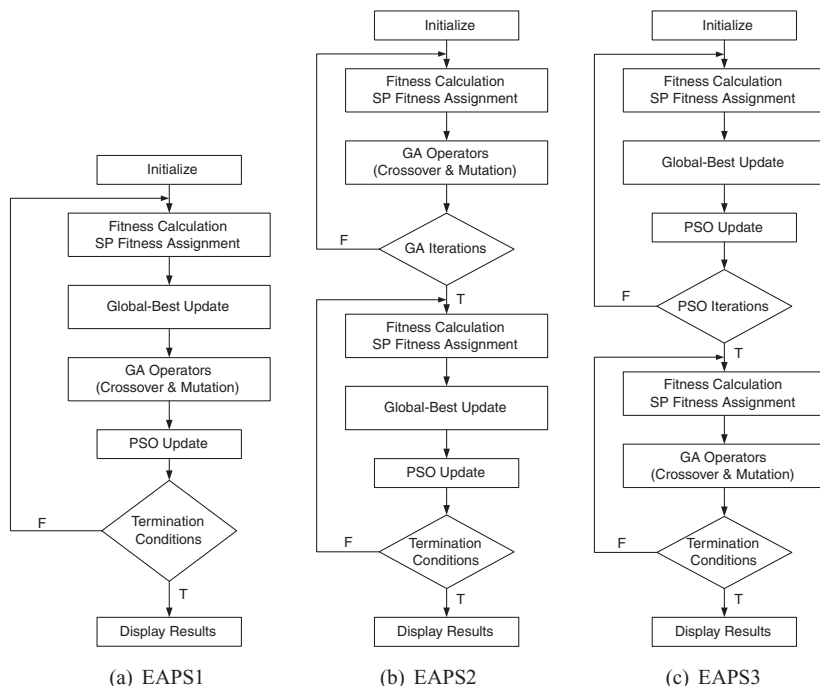 Initialize
Fitness Calculation
SP Fitness Assignment
Global-Best Update
GA Operators
(Crossover & Mutation)
PSO Update
F
Termination
Conditions
T
Display Results
(a) EAPS1
Initialize
Fitness Calculation
SP Fitness Assignment
GA Operators
(Crossover & Mutation)
F
GA Iterations
T
Fitness Calculation
SP Fitness Assignment
Global-Best Update
PSO Update
F
Termination
Conditions
T
Display Results
(b) EAPS2
Initialize
Fitness Calculation
SP Fitness Assignment
Global-Best Update
PSO Update
F
PSO Iterations
T
Fitness Calculation
SP Fitness Assignment
GA Operators
(Crossover & Mutation)
F
Termination
Conditions
T
Display Results
(c) EAPS3